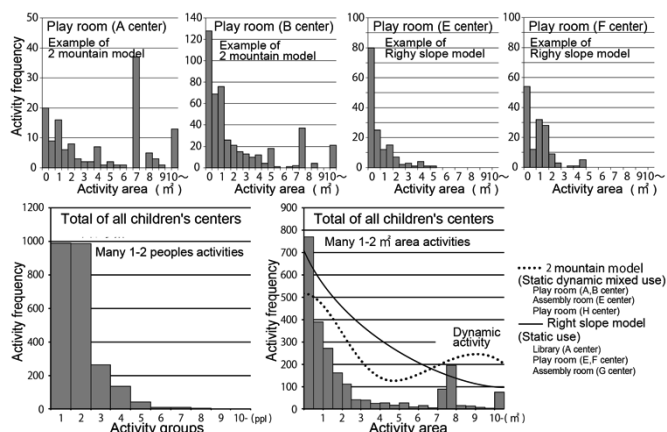 Play room (A center)
Example of
2 mountain model
Activity frequency
50
40
30
20
10
0
0 1 2 3 4 5 6 7 8 910～
Activity area （㎡）
Play room (B center)
Example of
2 mountain model
140
120
100
80
60
40
20
0
0 1 2 3 4 5 6 7 8 910～
Activity area （㎡）
Play room (E center)
Example of
Righy slope model
100
80
60
40
20
0
0 1 2 3 4 5 6 7 8 910～
Activity area （㎡）
Play room (F center)
Example of
Righy slope model
100
80
60
40
20
0
0 1 2 3 4 5 6 7 8 910～
Activity area （㎡）
Total of all children's centers
Many 1-2 peoples activities
Activity frequency
1200
1000
800
600
400
200
0
1 2 3 4 5 6 7 8 9 10-(ppl)
Activity groups
Total of all children's centers
Many 1-2 ㎡ area activities
Dynamic
activity
Activity frequency
900
800
700
600
500
400
300
200
100
0
1 2 3 4 5 6 7 8 9 10～(㎡)
Activity area
2 mountain model
(Static dynamic mixed use)
Play room (A,B center)
Assembly room (E center)
Play room (H center)
Right slope model
(Static use)
Library (A center)
Play room (E,F center)
Assembly room (G center)